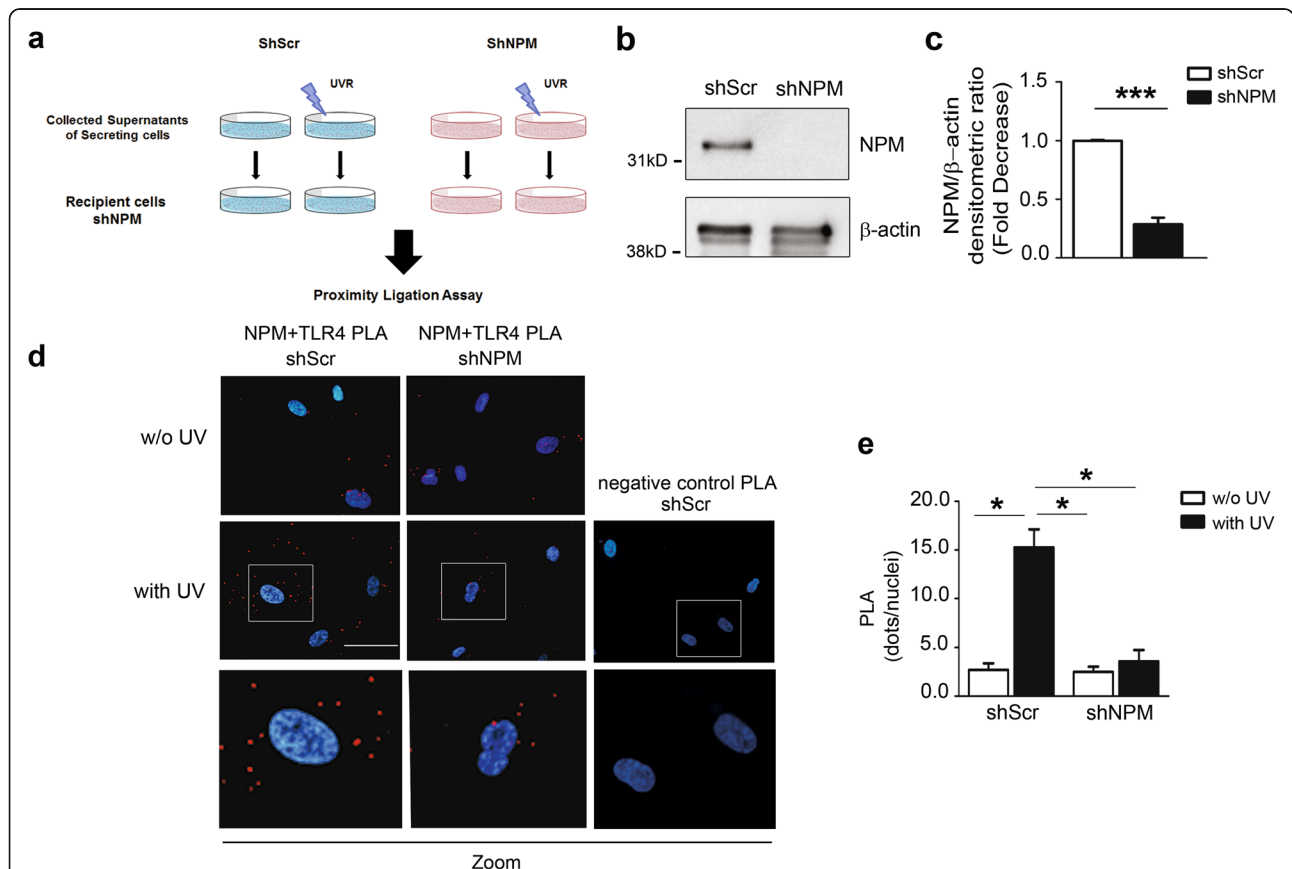 a
ShScr
ShNPM
UVR
UVR
Collected Supernatants
of Secreting cells
Recipient cells
shNPM
Proximity Ligation Assay
b
shScr
shNPM
NPM
31kD
β-actin
38kD
c
shScr
shNPM
NPM/β−actin
densitometric ratio
(Fold Decrease)
1.5
1.0
0.5
0.0
***
d
NPM+TLR4 PLA
shScr
NPM+TLR4 PLA
shNPM
w/o UV
with UV
negative control PLA
shScr
Zoom
e
w/o UV
with UV
PLA
(dots/nuclei)
20.0
15.0
10.0
5.0
0.0
*
*
*
shScr
shNPM